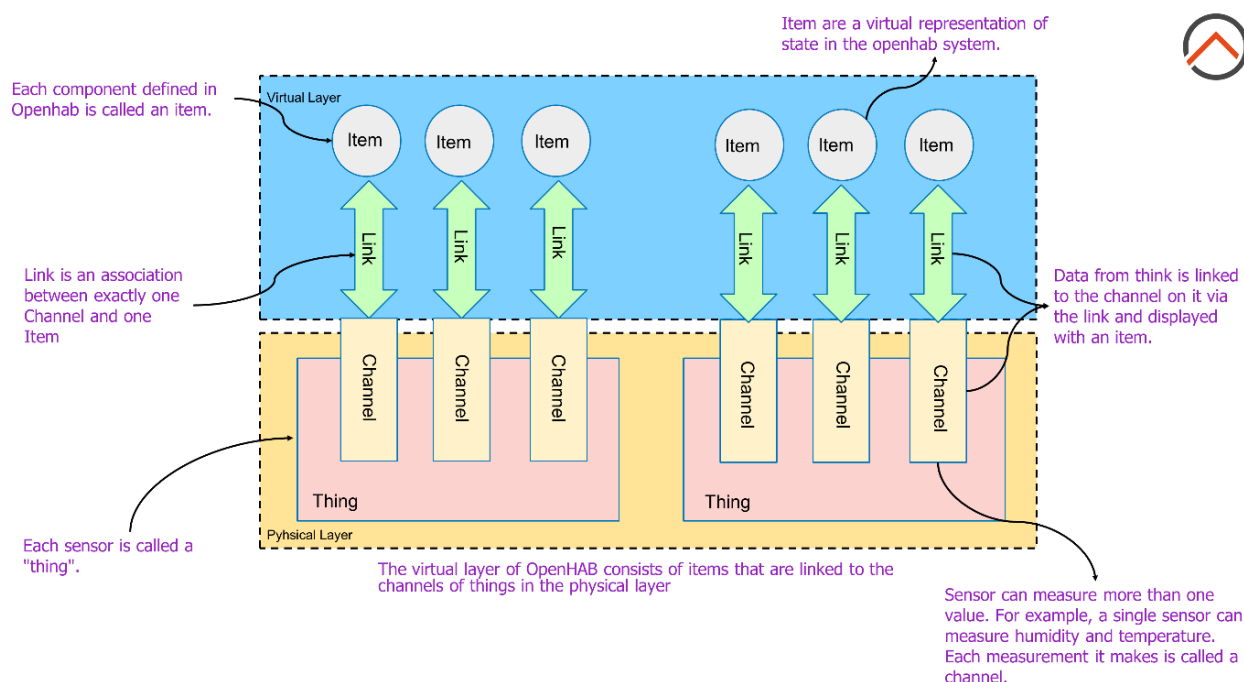 Item are a virtual representation of
state in the openhab system.
Each component defined in
Openhab is called an item.
Virtual Layer
Item
Item
Item
Item
Item
Item
Link
Link
Link
Link
Link
Link
Link is an association
between exactly one
Channel and one
Item
Data from think is linked
to the channel on it via
the link and displayed
with an item.
Channel
Channel
Channel
Channel
Channel
Channel
Thing
Thing
Pyhsical Layer
Each sensor is called a
"thing".
The virtual layer of OpenHAB consists of items that are linked to the
channels of things in the physical layer
Sensor can measure more than one
value. For example, a single sensor can
measure humidity and temperature.
Each measurement it makes is called a
channel.